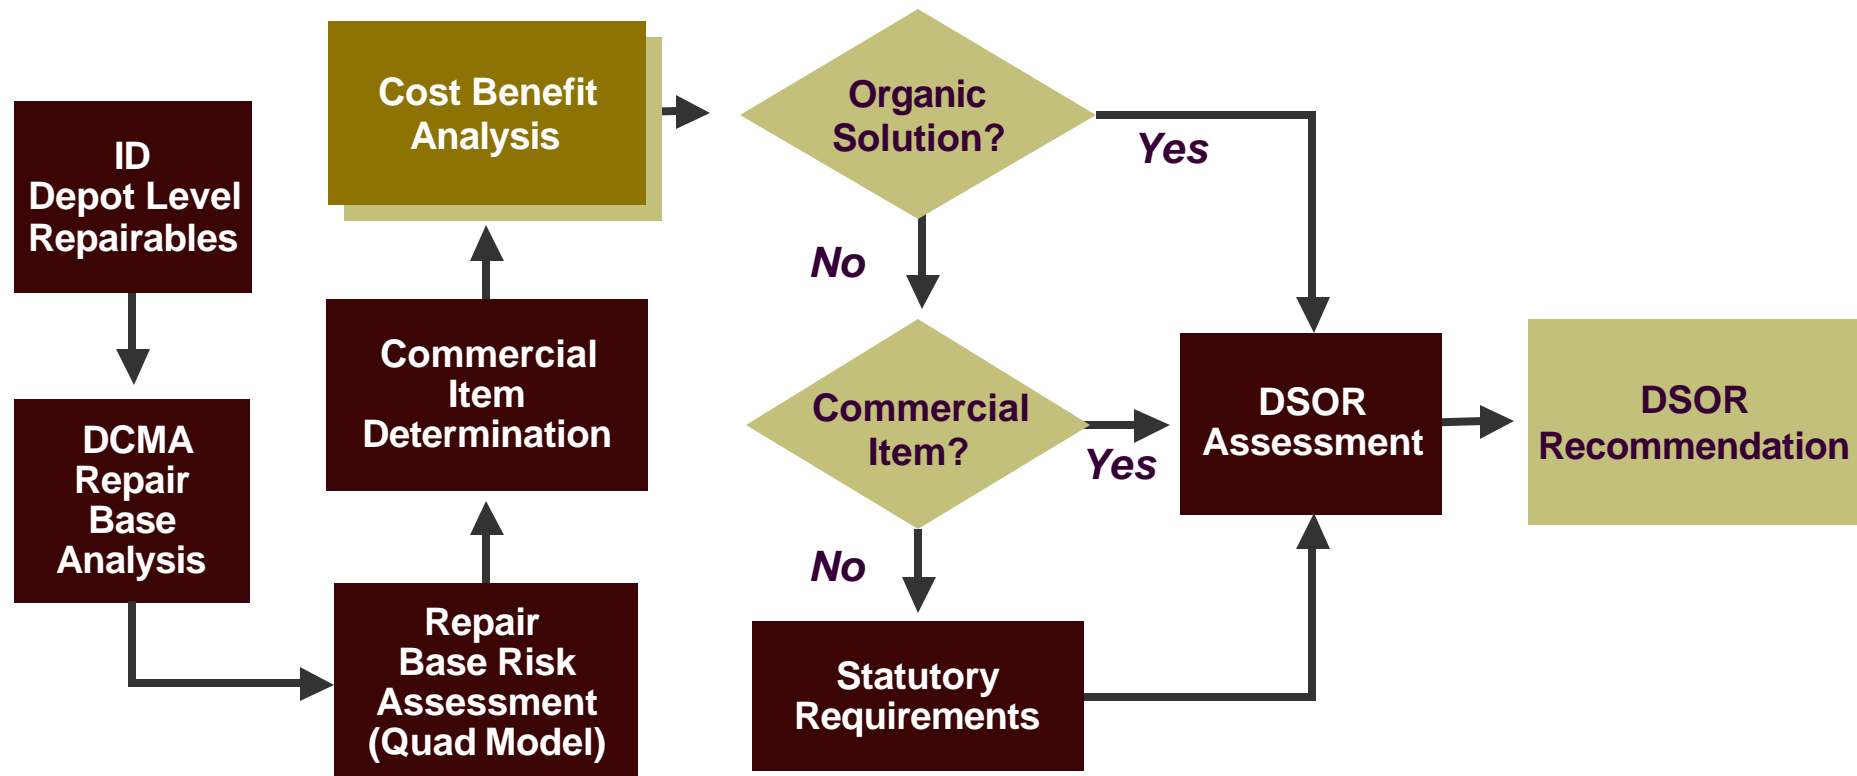 ID
Depot Level
Repairables
DCMA
Repair
Base
Analysis
Repair
Base Risk
Assessment
(Quad Model)
Commercial
Item
Determination
Cost Benefit
Analysis
Organic
Solution?
Yes
No
Commercial
Item?
Yes
No
Statutory
Requirements
DSOR
Assessment
DSOR
Recommendation